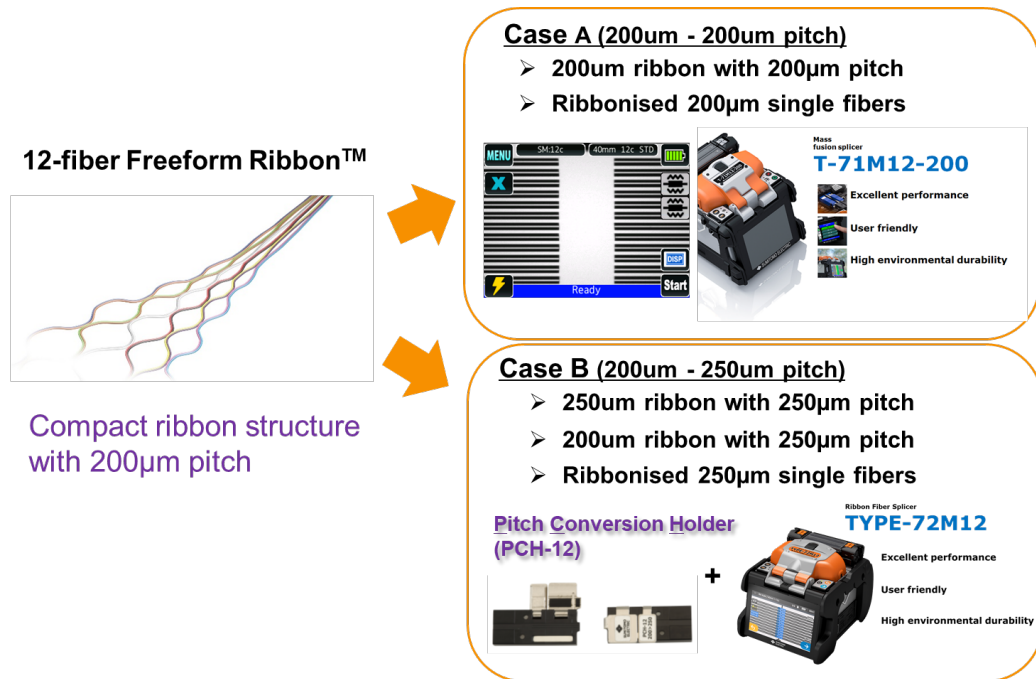 12-fiber Freeform Ribbon™
Compact ribbon structure
with 200µm pitch
Case A (200um - 200um pitch)
➢ 200um ribbon with 200µm pitch
➢ Ribbonised 200µm single fibers
MENU
SM:12c
40mm 12c STD
X
DISP
Ready
Start
Mass
fusion splicer
T-71M12-200
Excellent performance
User friendly
High environmental durability
Case B (200um - 250um pitch)
➢ 250um ribbon with 250µm pitch
➢ 200um ribbon with 250µm pitch
➢ Ribbonised 250µm single fibers
Pitch Conversion Holder
(PCH-12)
PCH-12
200→250
+
Ribbon Fiber Splicer
TYPE-72M12
Excellent performance
User friendly
High environmental durability